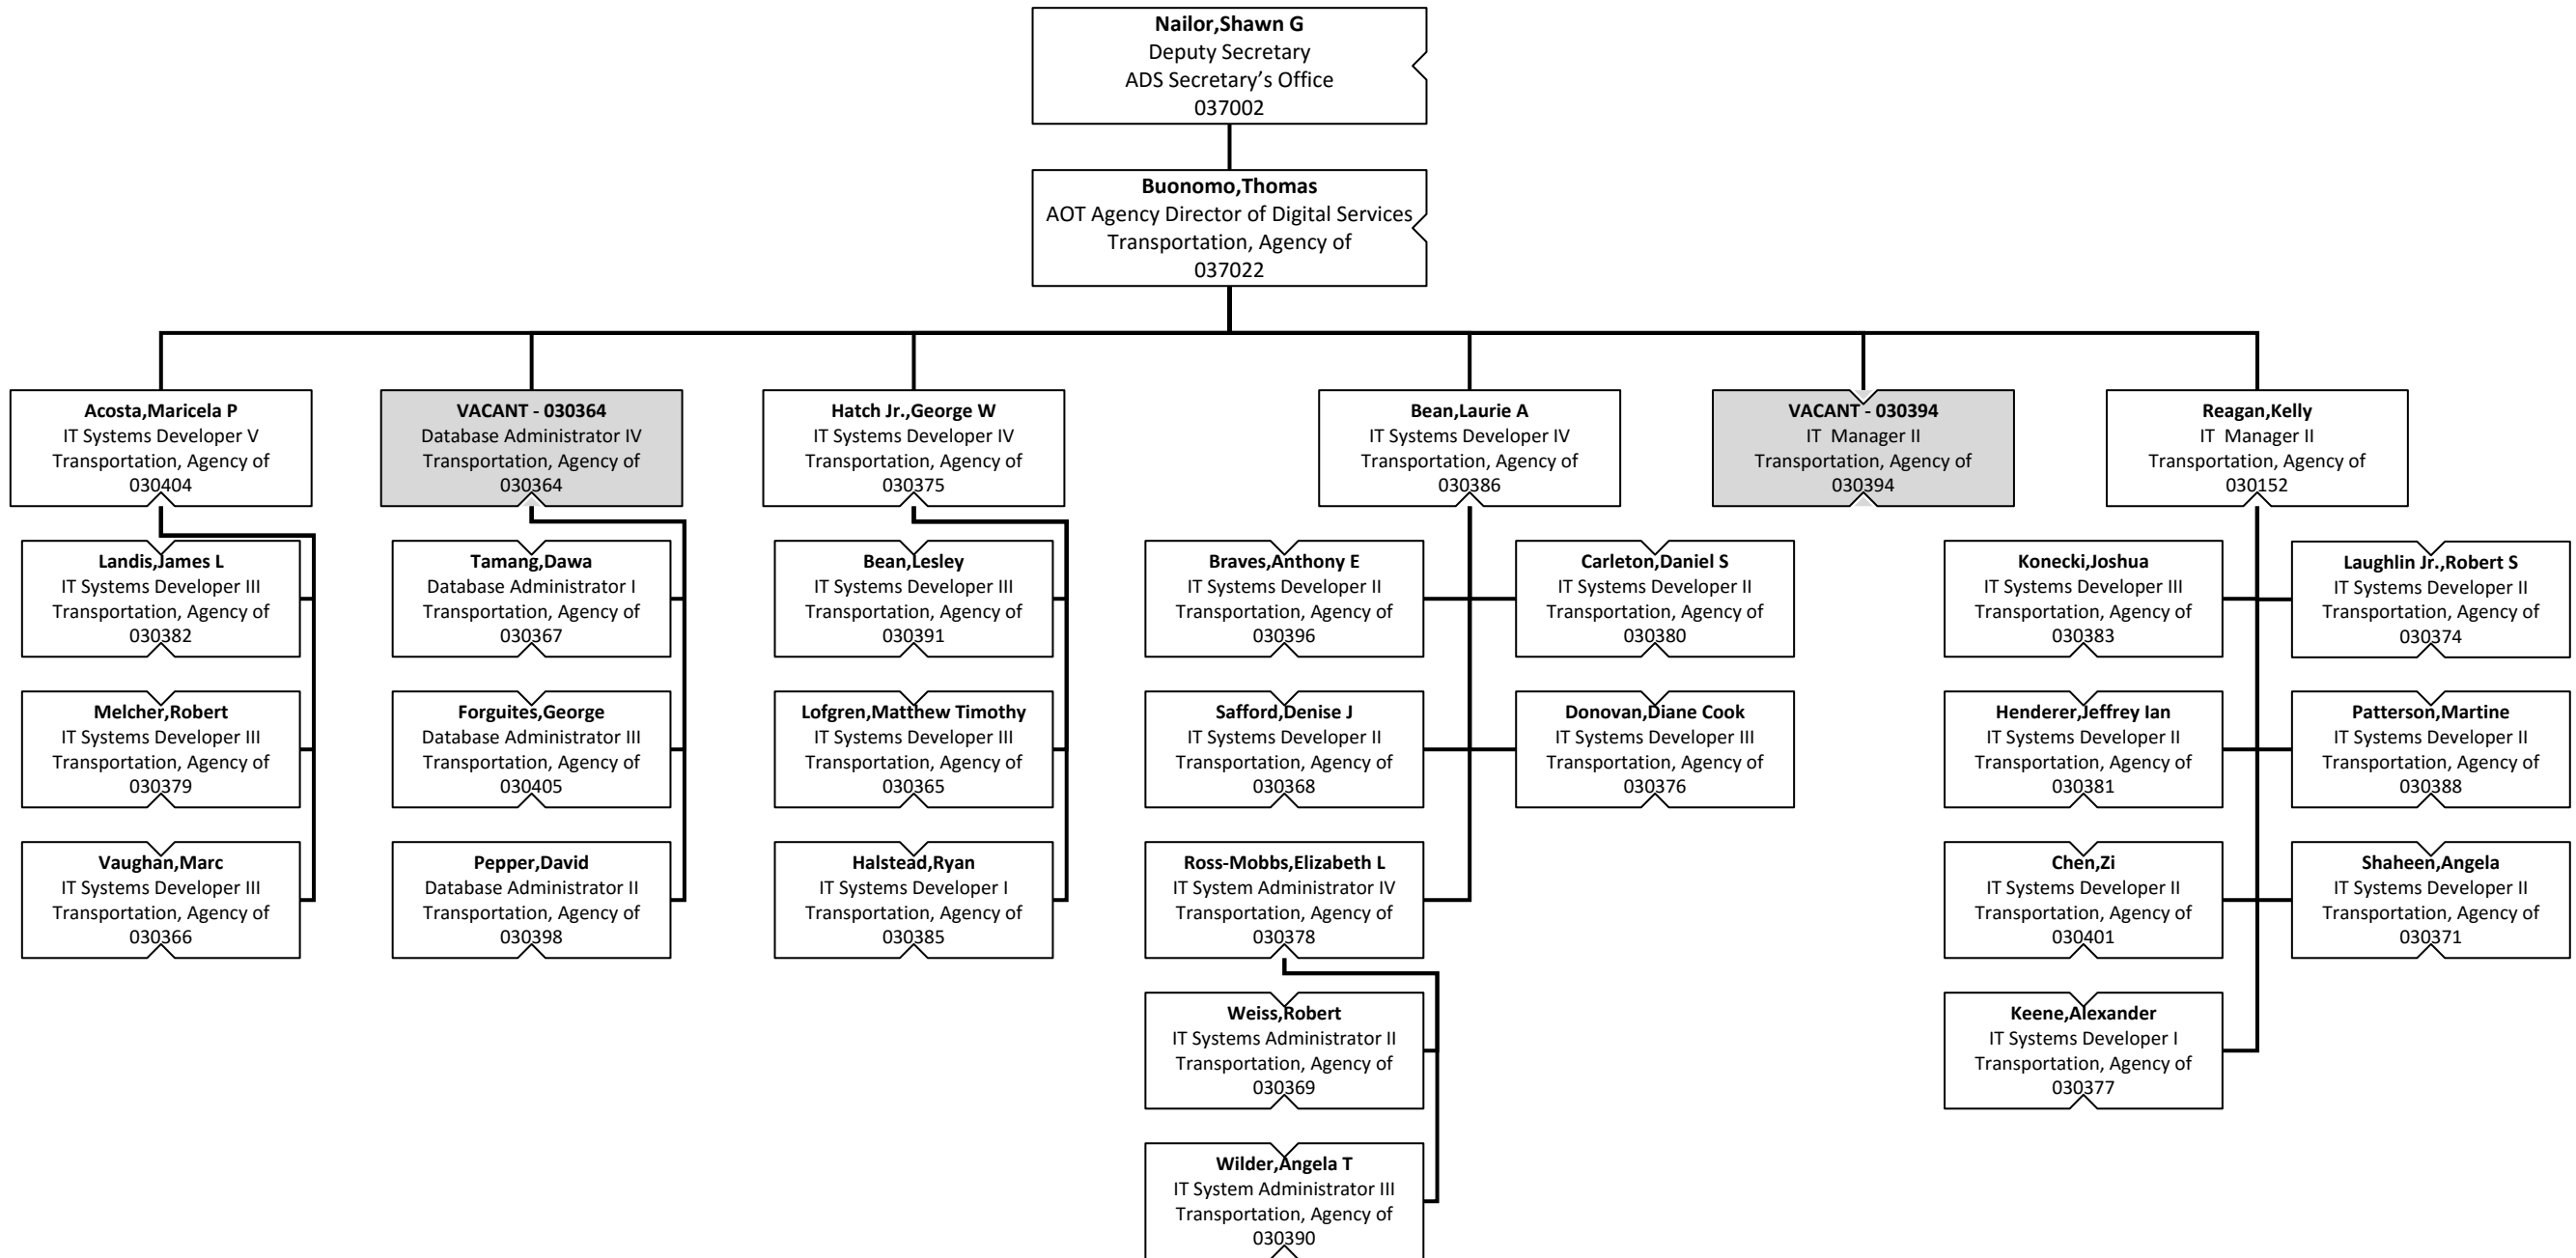 Nailor,Shawn G
Deputy Secretary
ADS Secretary’s Office
037002
Buonomo,Thomas
AOT Agency Director of Digital Services
Transportation, Agency of
037022
Acosta,Maricela P
IT Systems Developer V
Transportation, Agency of
030404
VACANT - 030364
Database Administrator IV
Transportation, Agency of
030364
Hatch Jr.,George W
IT Systems Developer IV
Transportation, Agency of
030375
Bean,Laurie A
IT Systems Developer IV
Transportation, Agency of
030386
VACANT - 030394
IT  Manager II
Transportation, Agency of
030394
Reagan,Kelly
IT  Manager II
Transportation, Agency of
030152
Landis,James L
IT Systems Developer III
Transportation, Agency of
030382
Tamang,Dawa
Database Administrator I
Transportation, Agency of
030367
Bean,Lesley
IT Systems Developer III
Transportation, Agency of
030391
Braves,Anthony E
IT Systems Developer II
Transportation, Agency of
030396
Carleton,Daniel S
IT Systems Developer II
Transportation, Agency of
030380
Konecki,Joshua
IT Systems Developer III
Transportation, Agency of
030383
Laughlin Jr.,Robert S
IT Systems Developer II
Transportation, Agency of
030374
Melcher,Robert
IT Systems Developer III
Transportation, Agency of
030379
Forguites,George
Database Administrator III
Transportation, Agency of
030405
Lofgren,Matthew Timothy
IT Systems Developer III
Transportation, Agency of
030365
Safford,Denise J
IT Systems Developer II
Transportation, Agency of
030368
Donovan,Diane Cook
IT Systems Developer III
Transportation, Agency of
030376
Henderer,Jeffrey Ian
IT Systems Developer II
Transportation, Agency of
030381
Patterson,Martine
IT Systems Developer II
Transportation, Agency of
030388
Vaughan,Marc
IT Systems Developer III
Transportation, Agency of
030366
Pepper,David
Database Administrator II
Transportation, Agency of
030398
Halstead,Ryan
IT Systems Developer I
Transportation, Agency of
030385
Ross-Mobbs,Elizabeth L
IT System Administrator IV
Transportation, Agency of
030378
Chen,Zi
IT Systems Developer II
Transportation, Agency of
030401
Shaheen,Angela
IT Systems Developer II
Transportation, Agency of
030371
Weiss,Robert
IT Systems Administrator II
Transportation, Agency of
030369
Keene,Alexander
IT Systems Developer I
Transportation, Agency of
030377
Wilder,Angela T
IT System Administrator III
Transportation, Agency of
030390